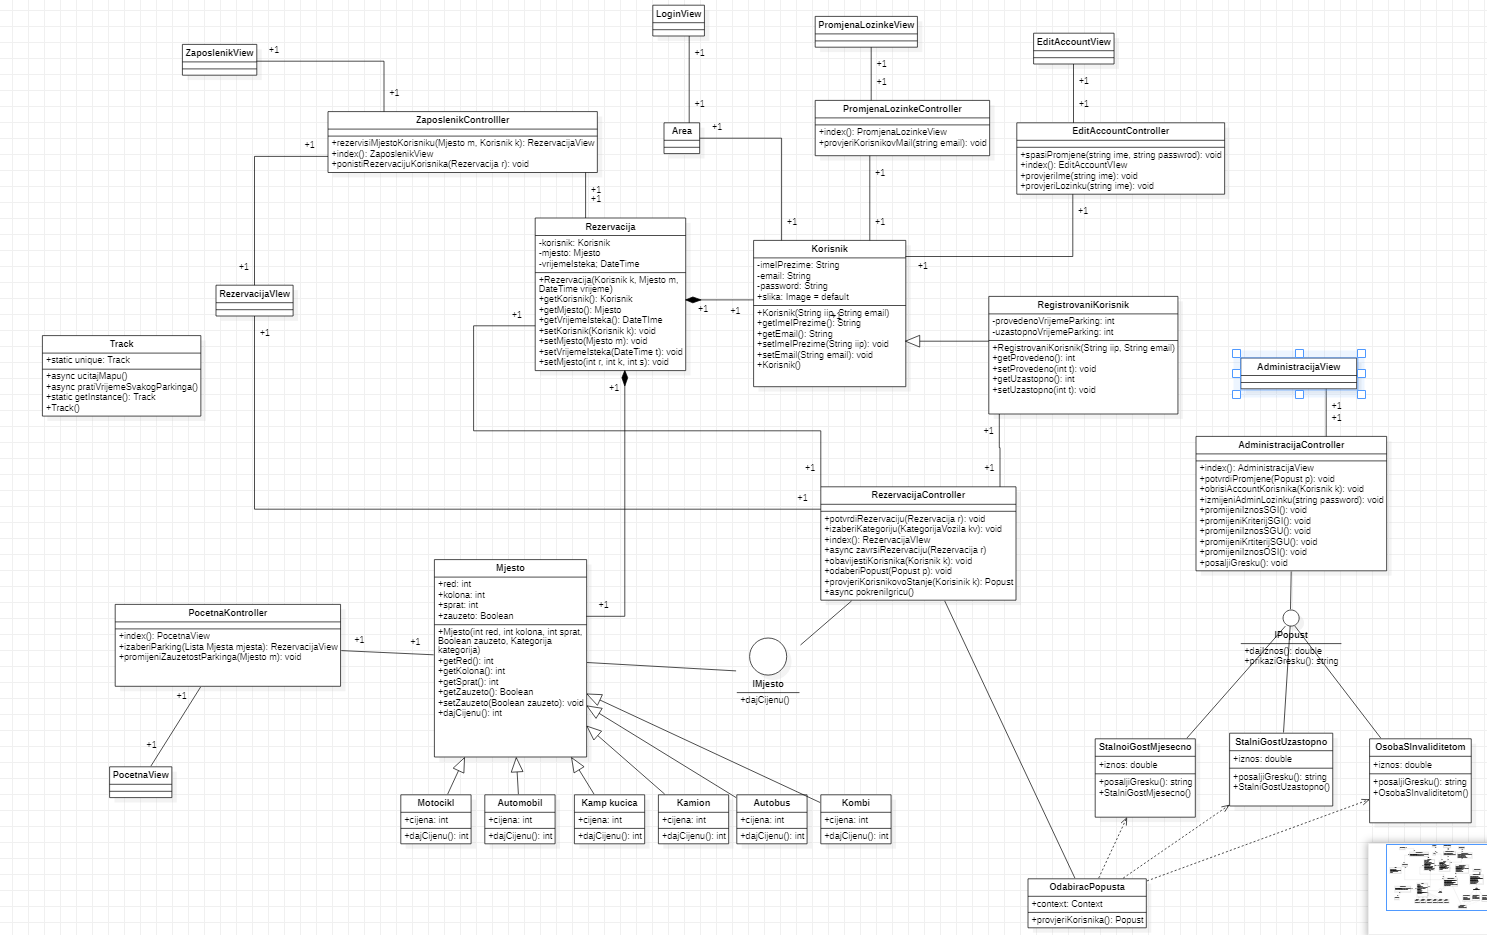 LoginView
PromjenaLozinkeView
EditAccountView
ZaposlenikView
+1
+1
+1
+1
+1
+1
+1
+1
ZaposlenikControlller
+rezervisiMjestoKorisniku(Mjesto m, Korisnik k): RezervacijaView
+index(): ZaposlenikView
+ponistiRezervacijuKorisnika(Rezervacija r): void
Area
+1
PromjenaLozinkeController
+index(): PromjenaLozinkeView
+provjeriKorisnikovMail(string email): void
EditAccountController
+spasiPromjene(string ime, string passwrod): void
+index(): EditAccountVIew
+provjeriIme(string ime): void
+provjeriLozinku(string ime): void
+1
+1
+1
+1
+1
+1
+1
+1
+1
Rezervacija
-korisnik: Korisnik
-mjesto: Mjesto
-vrijemeIsteka; DateTime
+Rezervacija(Korisnik k, Mjesto m,
DateTime vrijeme)
+getKorisnik(): Korisnik
+getMjesto(): Mjesto
+getVrijemeIsteka(): DateTIme
+setKorisnik(Korisnik k): void
+setMjesto(Mjesto m): void
+setVrijemeIsteka(DateTime t): void
+setMjesto(int r, int k, int s): void
+1
+1
Korisnik
-imeIPrezime: String
-email: String
-password: String
+slika: Image = default
+Korisnik(String iip, String email)
+getImeIPrezime(): String
+getEmail(): String
+setImeIPrezime(String iip): void
+setEmail(String email): void
+Korisnik()
RegistrovaniKorisnik
-provedenoVrijemeParking: int
-uzastopnoVrijemeParking: int
+RegistrovaniKorisnik(String iip, String email)
+getProvedeno(): int
+setProvedeno(int t): void
+getUzastopno(): int
+setUzastopno(int t): void
RezervacijaVIew
+1
+1
Track
+static unique: Track
+async ucitajMapu()
+async pratiVrijemeSvakogParkinga()
+static getInstance(): Track
+Track()
AdministracijaView
+1
+1
+1
+1
+1
+1
+1
AdministracijaController
+index(): AdministracijaView
+potvrdiPromjene(Popust p): void
+obrisiAccountKorisnika(Korisnik k): void
+izmijeniAdminLozinku(string password): void
+promijeniIznosSGI(): void
+promijeniKriterijSGI(): void
+promijeniIznosSGU(): void
+promijeniKrtiterijSGU(): void
+promijeniIznosOSI(): void
+posaljiGresku(): void
RezervacijaController
+potvrdiRezervaciju(Rezervacija r): void
+izaberiKategoriju(KategorijaVozila kv): void
+index(): RezervacijaVIew
+async zavrsiRezervaciju(Rezervacija r)
+obavijestiKorisnika(Korisnik k): void
+odaberiPopust(Popust p): void
+provjeriKorisnikovoStanje(Korisinik k): Popust
+async pokreniIgricu()
Mjesto
+red: int
+kolona: int
+sprat: int
+zauzeto: Boolean
+Mjesto(int red, int kolona, int sprat,
Boolean zauzeto, Kategorija
kategorija)
+getRed(): int
+getKolona(): int
+getSprat(): int
+getZauzeto(): Boolean
+setZauzeto(Boolean zauzeto): void
+dajCijenu(): int
+1
PocetnaKontroller
+index(): PocetnaView
+izaberiParking(Lista Mjesta mjesta): RezervacijaView
+promijeniZauzetostParkinga(Mjesto m): void
+1
+1
+1
+1
PocetnaView
IMjesto
+dajCijenu()
IPopust
+dajIznos(): double
+prikaziGresku(): string
StalnoiGostMjesecno
+iznos: double
+posaljiGresku(): string
+StalniGostMjesecno()
StalniGostUzastopno
+iznos: double
+posaljiGresku(): string
+StalniGostUzastopno()
OsobaSInvaliditetom
+iznos: double
+posaljiGresku(): string
+OsobaSInvaliditetom()
Motocikl
+cijena: int
+dajCijenu(): int
Automobil
+cijena: int
+dajCijenu(): int
Kamp kucica
+cijena: int
+dajCijenu(): int
Kamion
+cijena: int
+dajCijenu(): int
Autobus
+cijena: int
+dajCijenu(): int
Kombi
+cijena: int
+dajCijenu(): int
OdabiracPopusta
+context: Context
+provjeriKorisnika(): Popust